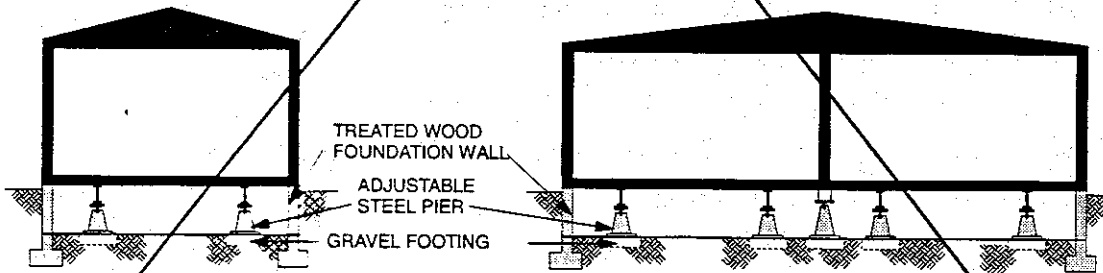 TREATED WOOD
FOUNDATION WALL
ADJUSTABLE
STEEL PIER
GRAVEL FOOTING